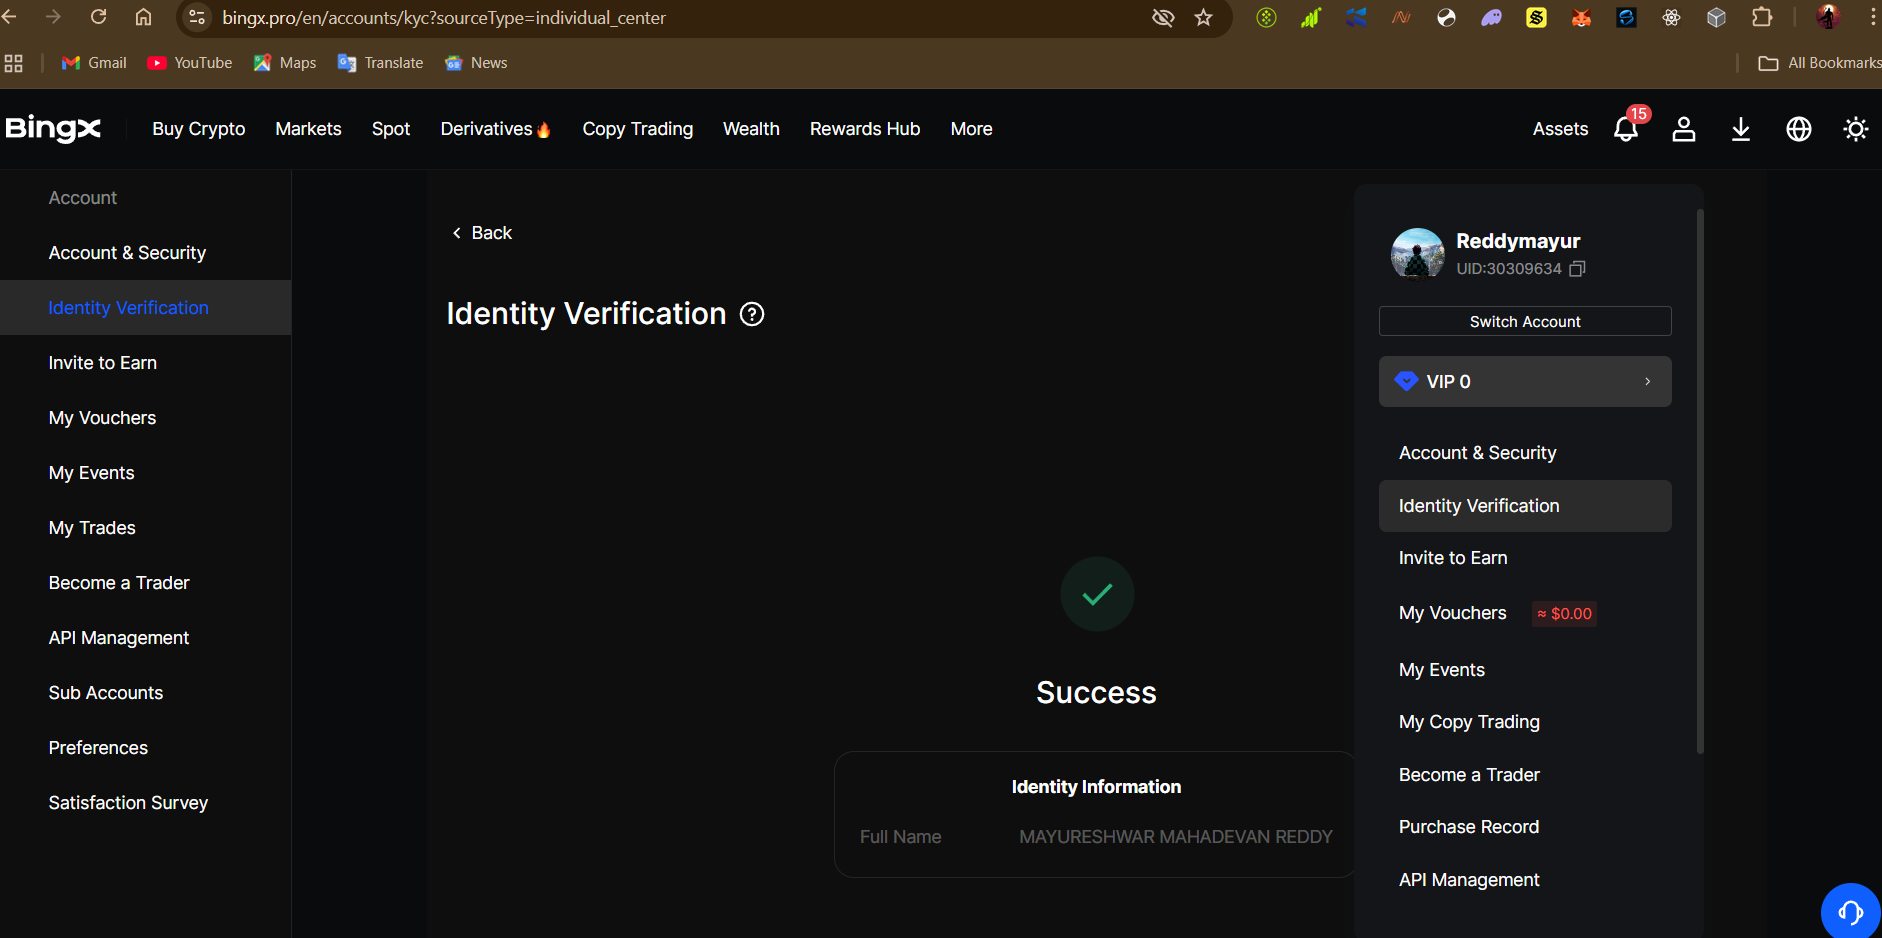 bingx.pro/en/accounts/kyc?sourceType=individual_center
Gmail
YouTube
Maps
Translate
News
All Bookmarks
BingX
Buy Crypto
Markets
Spot
Derivatives🔥
Copy Trading
Wealth
Rewards Hub
More
Assets
15
Account
Account & Security
Identity Verification
Invite to Earn
My Vouchers
My Events
My Trades
Become a Trader
API Management
Sub Accounts
Preferences
Satisfaction Survey
Back
Identity Verification
Success
Identity Information
Full Name MAYURESHWAR MAHADEVAN REDDY
Reddymayur
UID:30309634
Switch Account
VIP 0
Account & Security
Identity Verification
Invite to Earn
My Vouchers ≈ $0.00
My Events
My Copy Trading
Become a Trader
Purchase Record
API Management